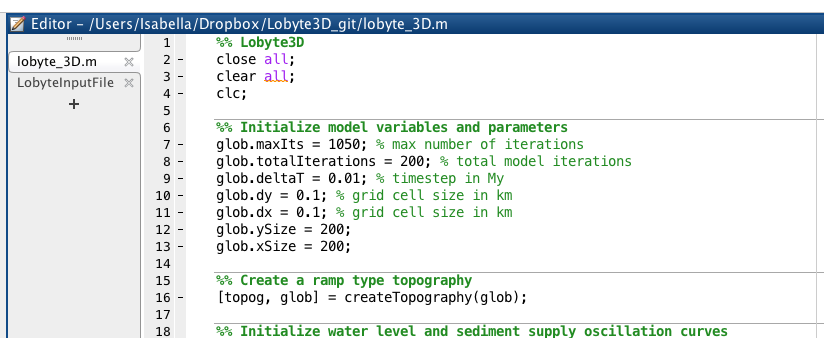 Editor – /Users/Isabella/Dropbox/Lobyte3D_git/lobyte_3D.m
lobyte_3D.m
LobyteInputFile
+
1 %% Lobyte3D
2 – close all;
3 – clear all;
4 – clc;
5
6 %% Initialize model variables and parameters
7 – glob.maxIts = 1050; % max number of iterations
8 – glob.totalIterations = 200; % total model iterations
9 – glob.deltaT = 0.01; % timestep in My
10 – glob.dy = 0.1; % grid cell size in km
11 – glob.dx = 0.1; % grid cell size in km
12 – glob.ySize = 200;
13 – glob.xSize = 200;
14
15 %% Create a ramp type topography
16 – [topog, glob] = createTopography(glob);
17
18 %% Initialize water level and sediment supply oscillation curves